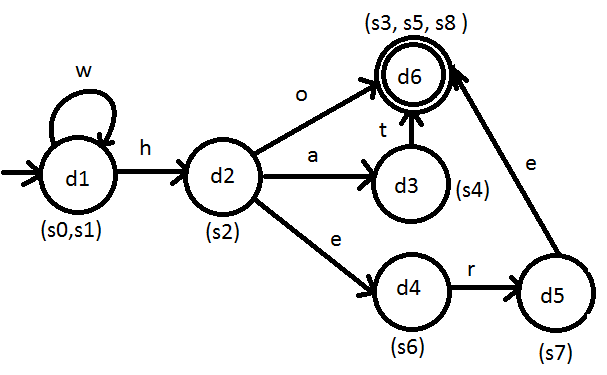 (s3, s5, s8 )
w
d6
o
t
h
a
e
d1
d2
d3
(s4)
(s0,s1)
(s2)
e
d4
r
d5
(s6)
(s7)